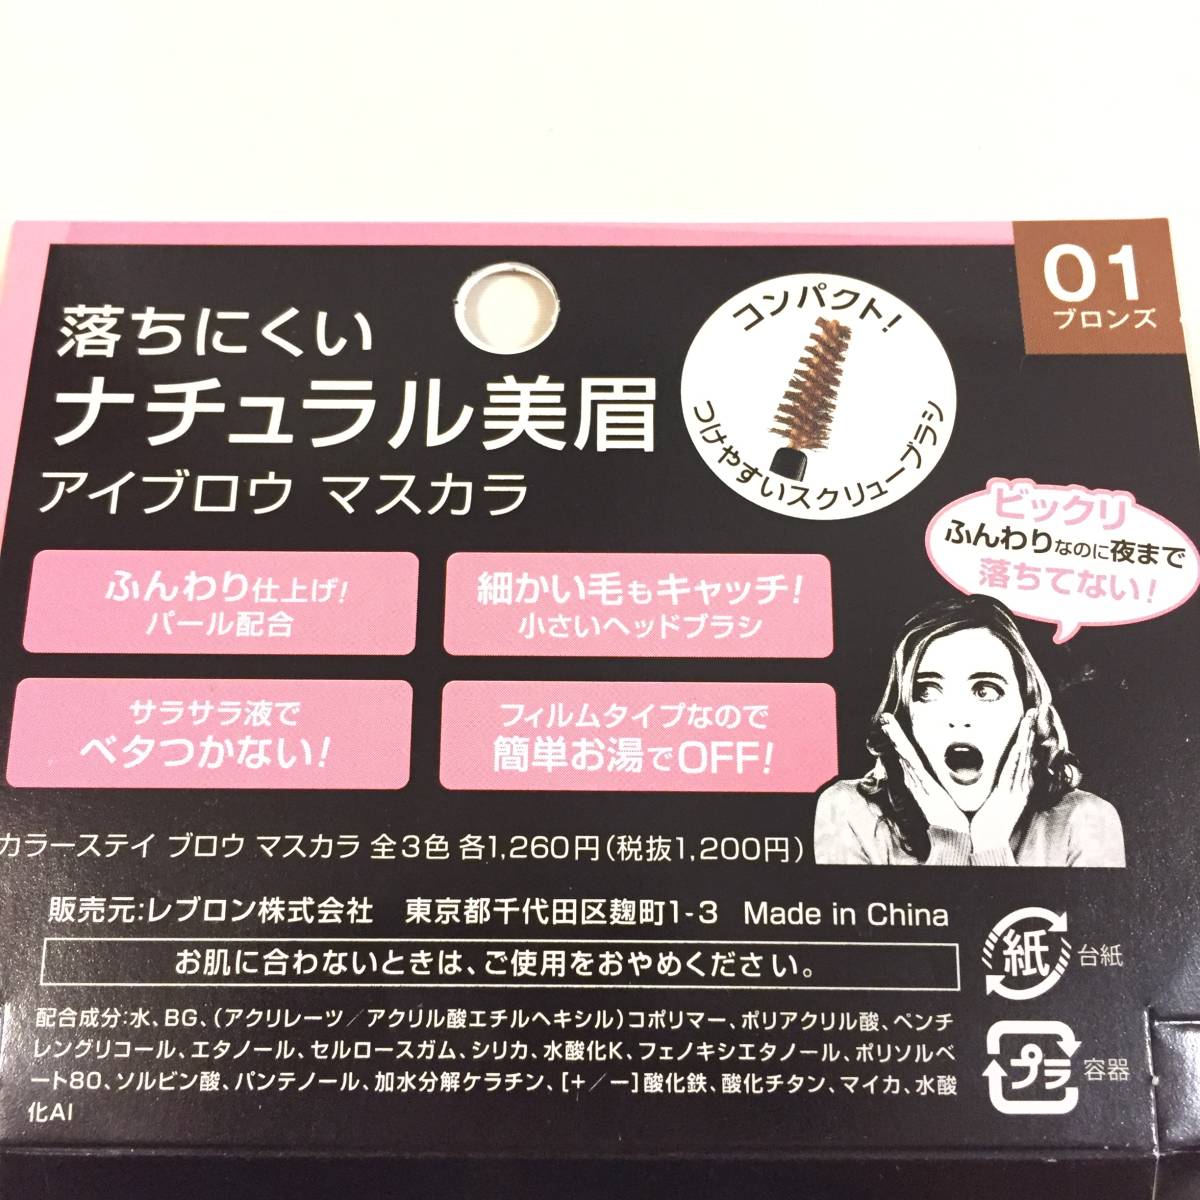 01
ブロンズ
落ちにくい
ナチュラル美眉
アイブロウ マスカラ
コンパクト!
つけやすいスクリューブラシ
ビックリ
ふんわりなのに夜まで
落ちてない!
ふんわり仕上げ!
パール配合
細かい毛もキャッチ!
小さいヘッドブラシ
サラサラ液で
ベタつかない!
フィルムタイプなので
簡単お湯でOFF!
カラーステイ ブロウ マスカラ 全3色 各1,260円(税抜1,200円)
販売元:レブロン株式会社 東京都千代田区麹町1-3 Made in China
お肌に合わないときは、ご使用をおやめください。
配合成分:水、BG、(アクリレーツ/アクリル酸エチルヘキシル)コポリマー、ポリアクリル酸、ペンチ
レングリコール、エタノール、セルロースガム、シリカ、水酸化K、フェノキシエタノール、ポリソルベ
ート80、ソルビン酸、パンテノール、加水分解ケラチン、[+/ー]酸化鉄、酸化チタン、マイカ、水酸
化Al
紙 台紙
プラ 容器